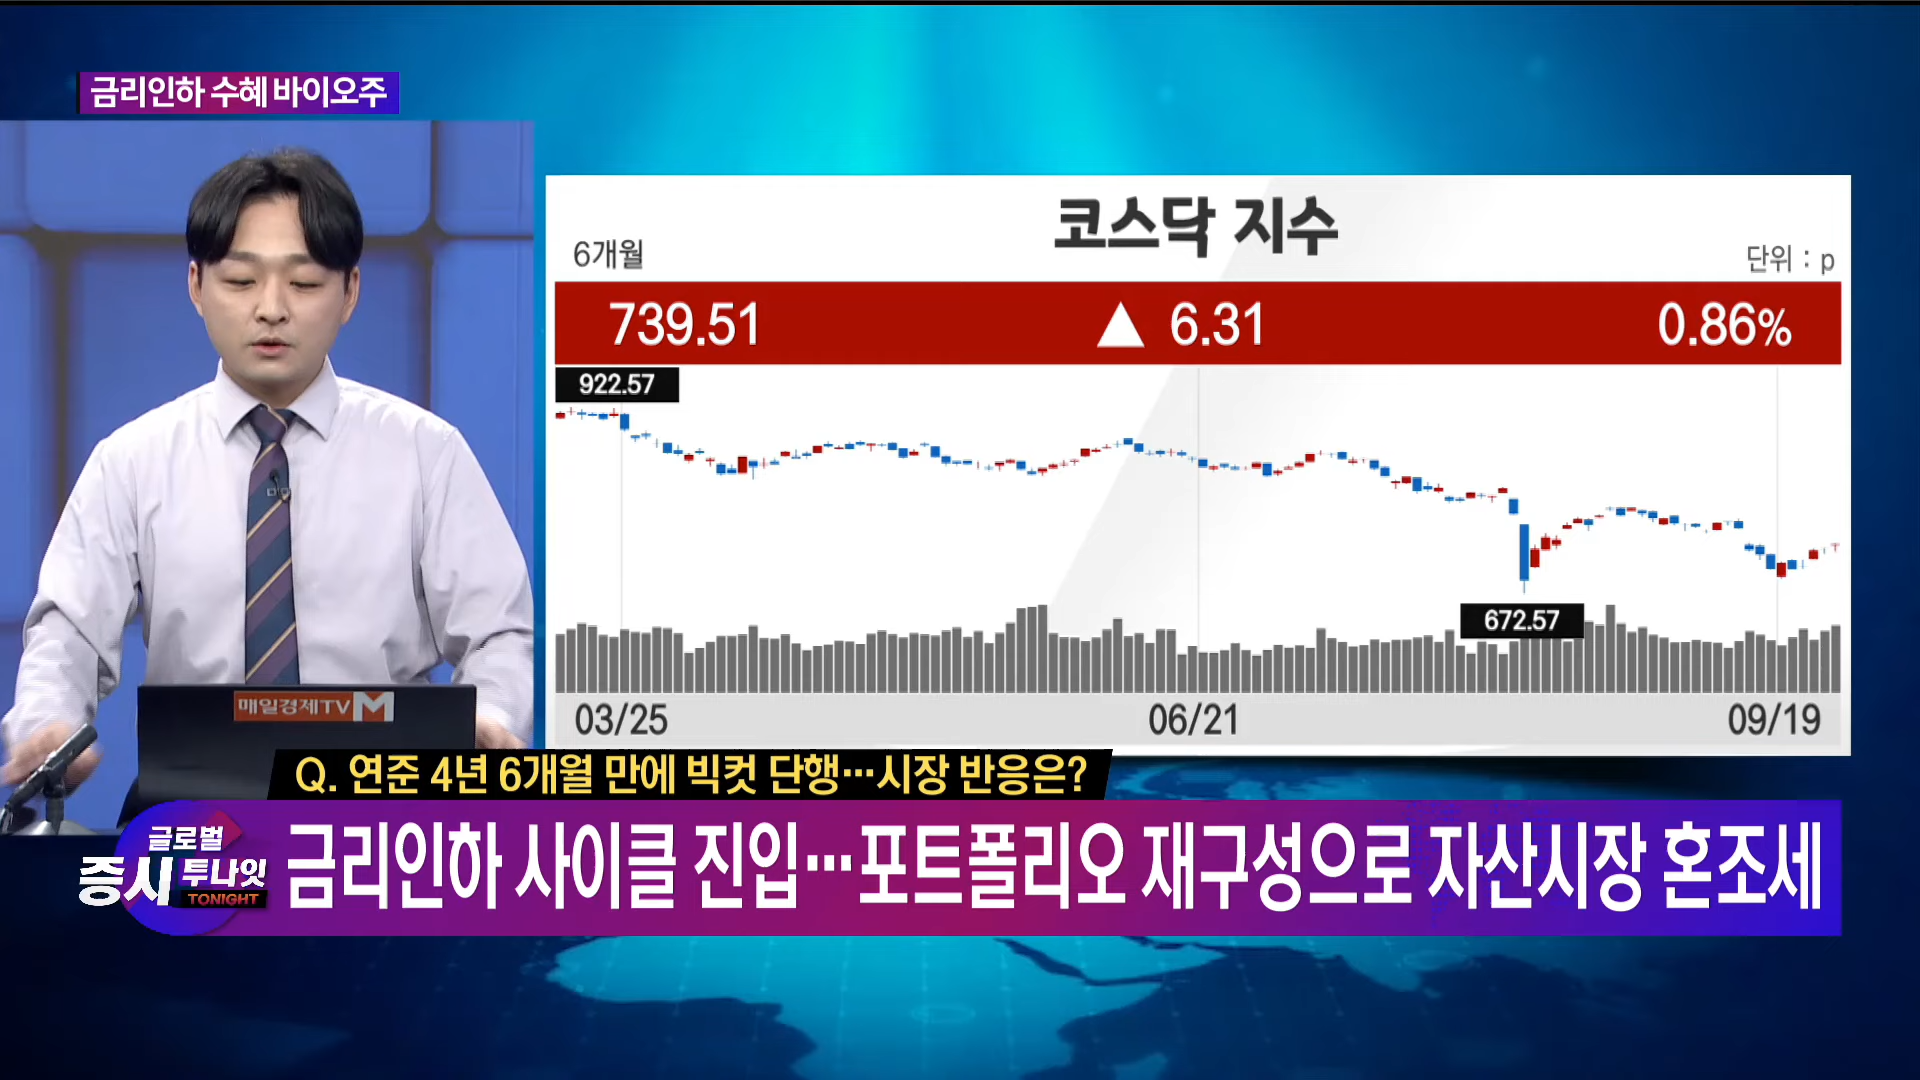 금리인하 수혜 바이오주
코스닥 지수
6개월
단위 : p
739.51 ▲ 6.31 0.86%
922.57
672.57
03/25 06/21 09/19
매일경제TV M
Q. 연준 4년 6개월 만에 빅컷 단행…시장 반응은?
글로벌
증시 투나잇
TONIGHT
금리인하 사이클 진입…포트폴리오 재구성으로 자산시장 혼조세